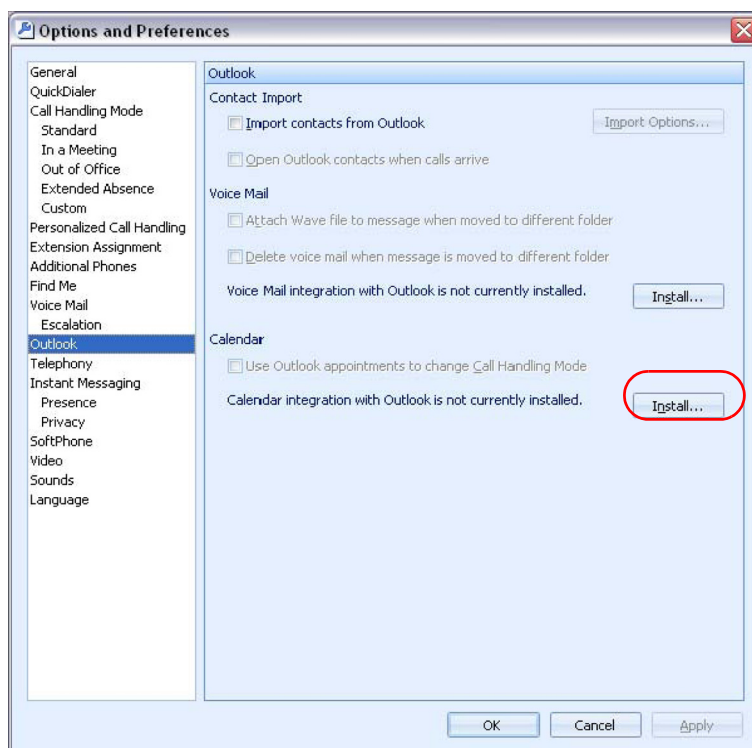 Options and Preferences
General
QuickDialer
Call Handling Mode
Standard
In a Meeting
Out of Office
Extended Absence
Custom
Personalized Call Handling
Extension Assignment
Additional Phones
Find Me
Voice Mail
Escalation
Outlook
Telephony
Instant Messaging
Presence
Privacy
SoftPhone
Video
Sounds
Language
Outlook
Contact Import
Import contacts from Outlook
Import Options...
Open Outlook contacts when calls arrive
Voice Mail
Attach Wave file to message when moved to different folder
Delete voice mail when message is moved to different folder
Voice Mail integration with Outlook is not currently installed.
Install...
Calendar
Use Outlook appointments to change Call Handling Mode
Calendar integration with Outlook is not currently installed.
Install...
OK
Cancel
Apply